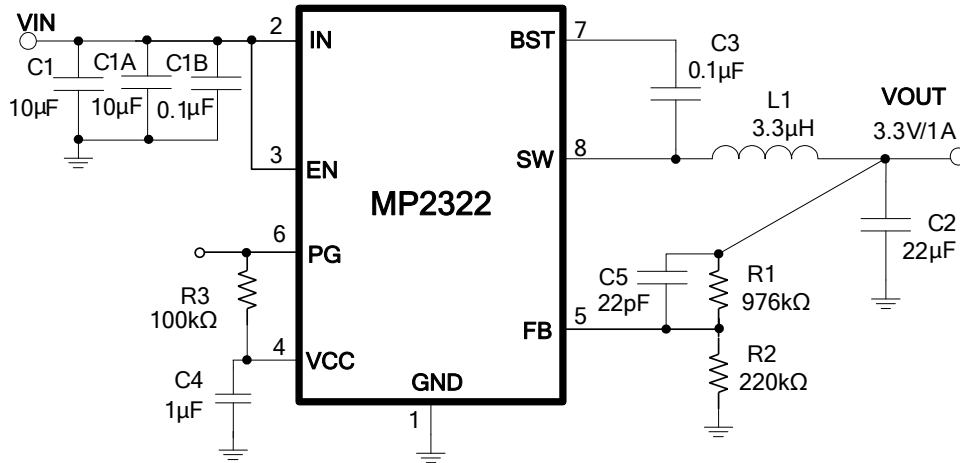 VIN
C1
10µF
C1A
10µF
C1B
0.1µF
2
IN
3
EN
6
PG
R3
100kΩ
4
VCC
C4
1µF
MP2322
GND
1
BST
7
C3
0.1µF
SW
8
L1
3.3µH
VOUT
3.3V/1A
C2
22µF
C5
22pF
R1
976kΩ
FB
5
R2
220kΩ